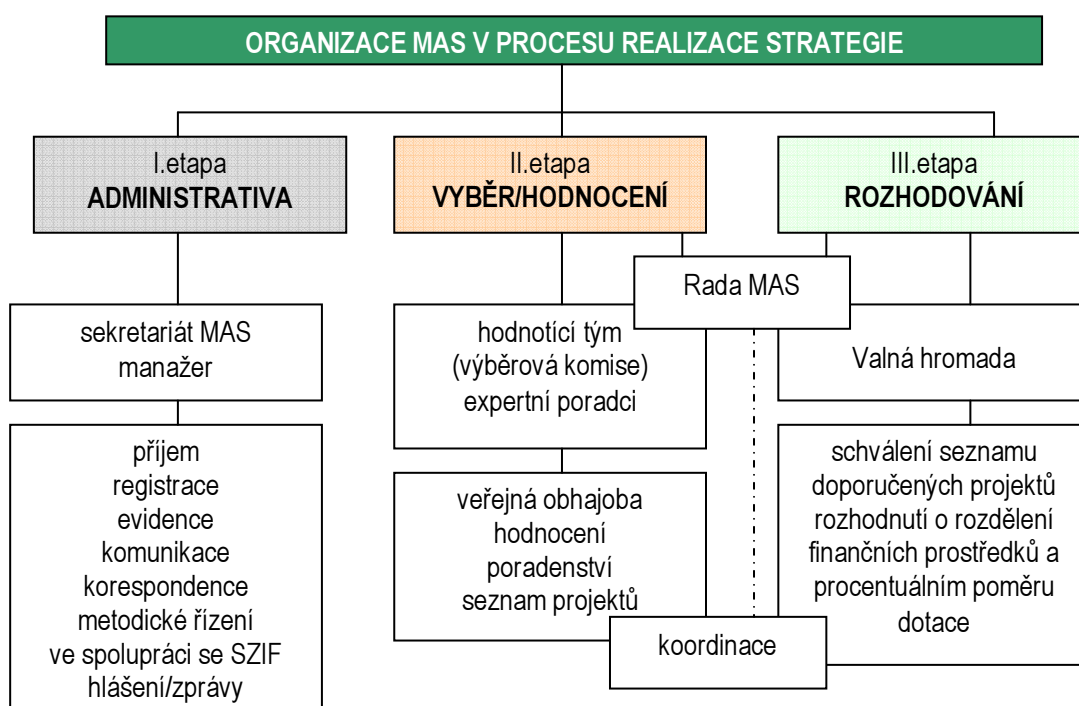 ORGANIZACE MAS V PROCESU REALIZACE STRATEGIE
I.etapa
ADMINISTRATIVA
II.etapa
VYBĚR/HODNOCENÍ
III.etapa
ROZHODOVÁNÍ
Rada MAS
sekretariát MAS
manažer
hodnotící tým
(výběrová komise)
expertní poradci
Valná hromada
příjem
registrace
evidence
komunikace
korespondence
metodické řízení
ve spolupráci se SZIF
hlášení/zprávy
veřejná obhajoba
hodnocení
poradenství
seznam projektů
schválení seznamu
doporučených projektů
rozhodnutí o rozdělení
finančních prostředků a
procentuálním poměru
dotace
koordinace